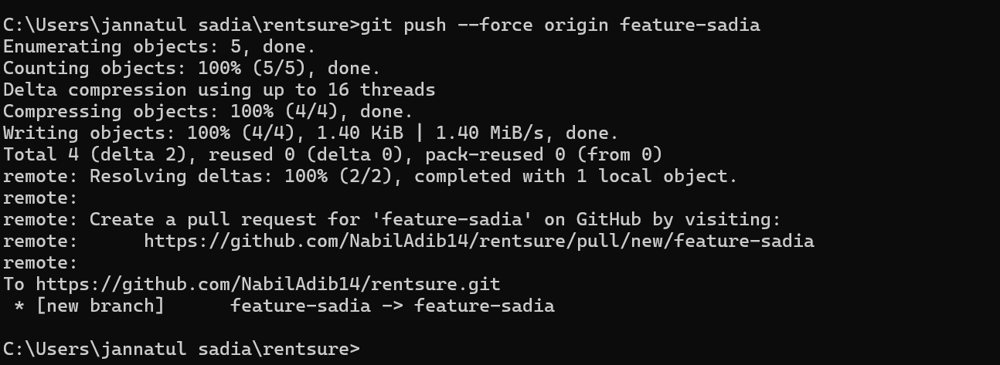 C:\Users\jannatul sadia\rentsure>git push --force origin feature-sadia
Enumerating objects: 5, done.
Counting objects: 100% (5/5), done.
Delta compression using up to 16 threads
Compressing objects: 100% (4/4), done.
Writing objects: 100% (4/4), 1.40 KiB | 1.40 MiB/s, done.
Total 4 (delta 2), reused 0 (delta 0), pack-reused 0 (from 0)
remote: Resolving deltas: 100% (2/2), completed with 1 local object.
remote:
remote: Create a pull request for 'feature-sadia' on GitHub by visiting:
remote:      https://github.com/NabilAdib14/rentsure/pull/new/feature-sadia
remote:
To https://github.com/NabilAdib14/rentsure.git
 * [new branch]      feature-sadia -> feature-sadia
C:\Users\jannatul sadia\rentsure>